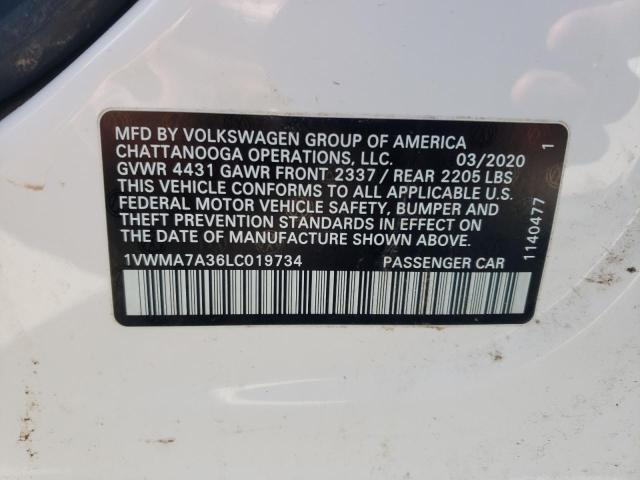 MFD BY VOLKSWAGEN GROUP OF AMERICA
CHATTANOOGA OPERATIONS, LLC. 03/2020
GVWR 4431 GAWR FRONT 2337 / REAR 2205 LBS
THIS VEHICLE CONFORMS TO ALL APPLICABLE U.S.
FEDERAL MOTOR VEHICLE SAFETY, BUMPER AND
THEFT PREVENTION STANDARDS IN EFFECT ON
THE DATE OF MANUFACTURE SHOWN ABOVE.
1VWMA7A36LC019734 PASSENGER CAR
1140477 1